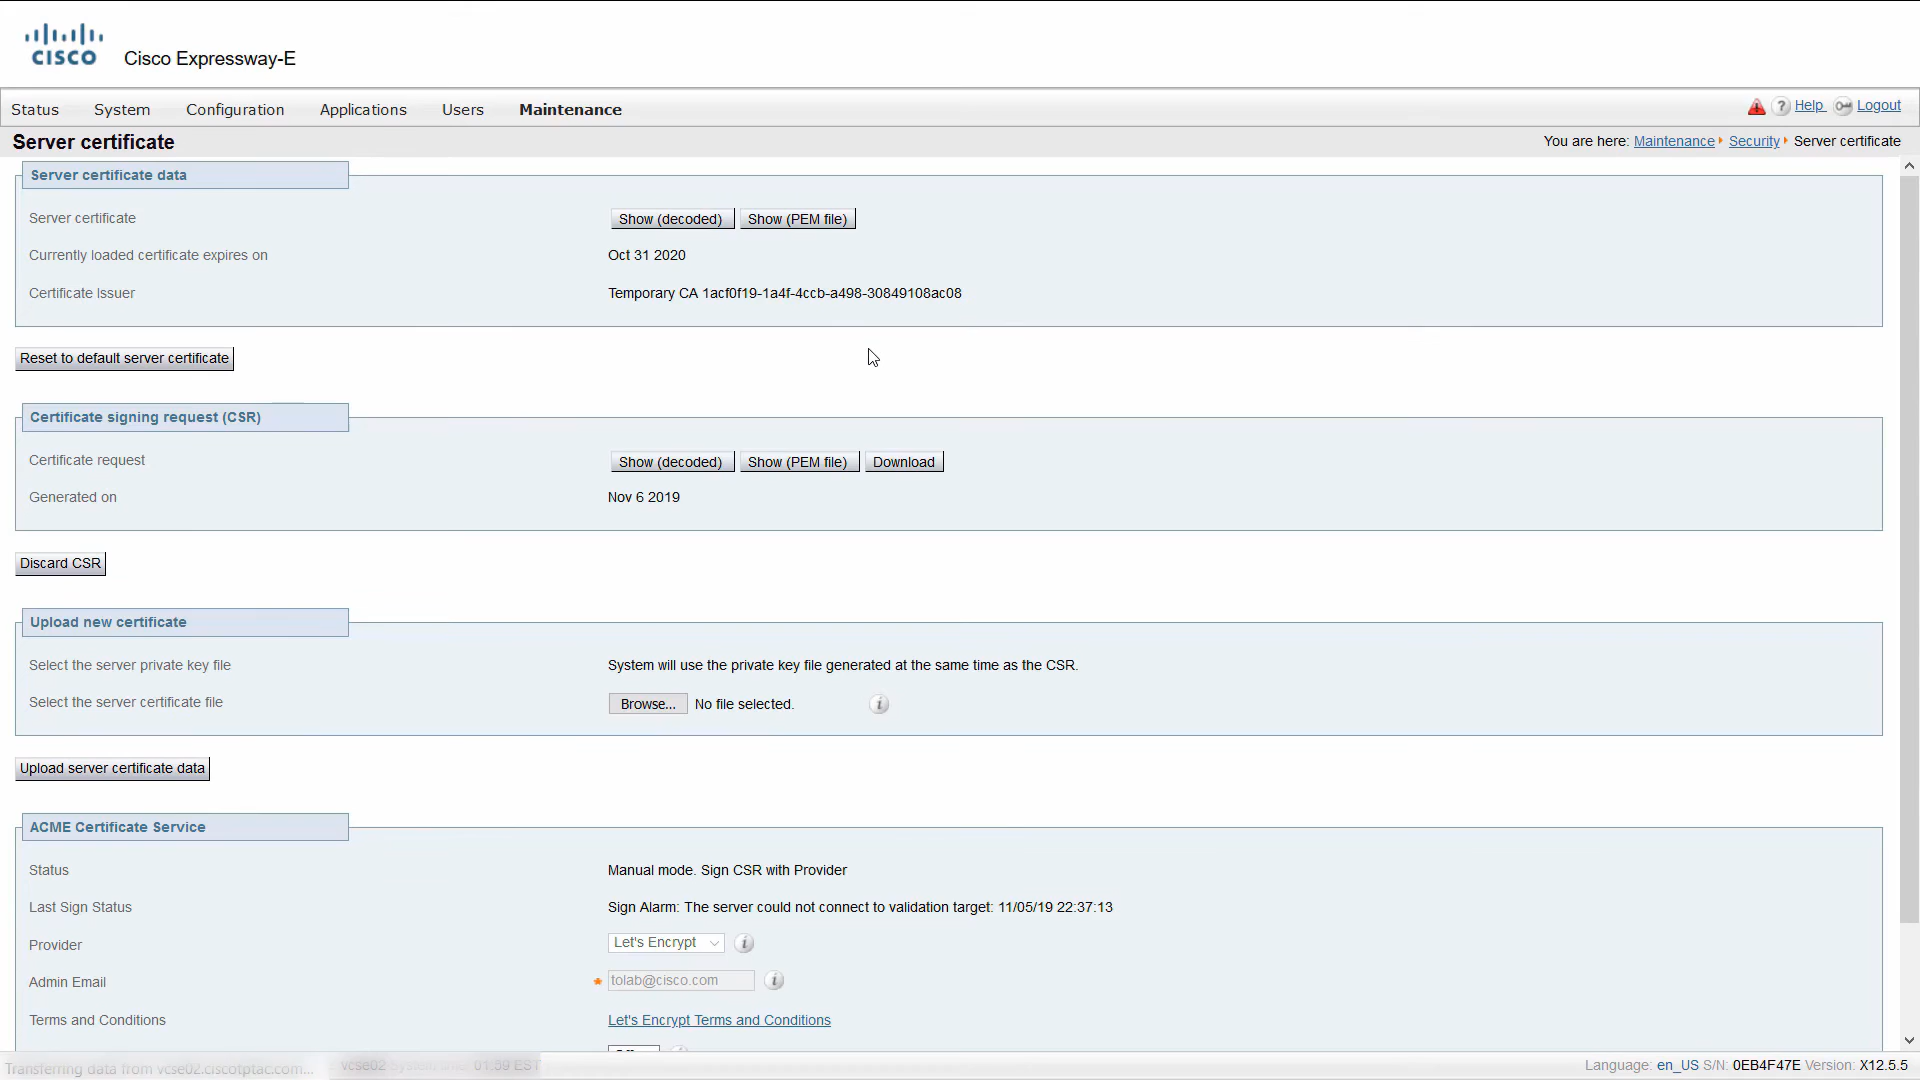 CISCO
Cisco Expressway-E
Status System Configuration Applications Users Maintenance Help Logout
Server certificate You are here: Maintenance Security Server certificate
Server certificate data
Server certificate Show (decoded) Show (PEM file)
Currently loaded certificate expires on Oct 31 2020
Certificate Issuer Temporary CA 1acf0f19-1a4f-4ccb-a498-30849108ac08
Reset to default server certificate
Certificate signing request (CSR)
Certificate request Show (decoded) Show (PEM file) Download
Generated on Nov 6 2019
Discard CSR
Upload new certificate
Select the server private key file System will use the private key file generated at the same time as the CSR.
Select the server certificate file Browse... No file selected. i
Upload server certificate data
ACME Certificate Service
Status Manual mode. Sign CSR with Provider
Last Sign Status Sign Alarm: The server could not connect to validation target: 11/05/19 22:37:13
Provider Let's Encrypt i
Admin Email * tolab@cisco.com i
Terms and Conditions Let's Encrypt Terms and Conditions
Transferring data from vcse02.ciscotptac.com... vcse02 System time: 01:59 EST Language: en_US S/N: 0EB4F47E Version: X12.5.5